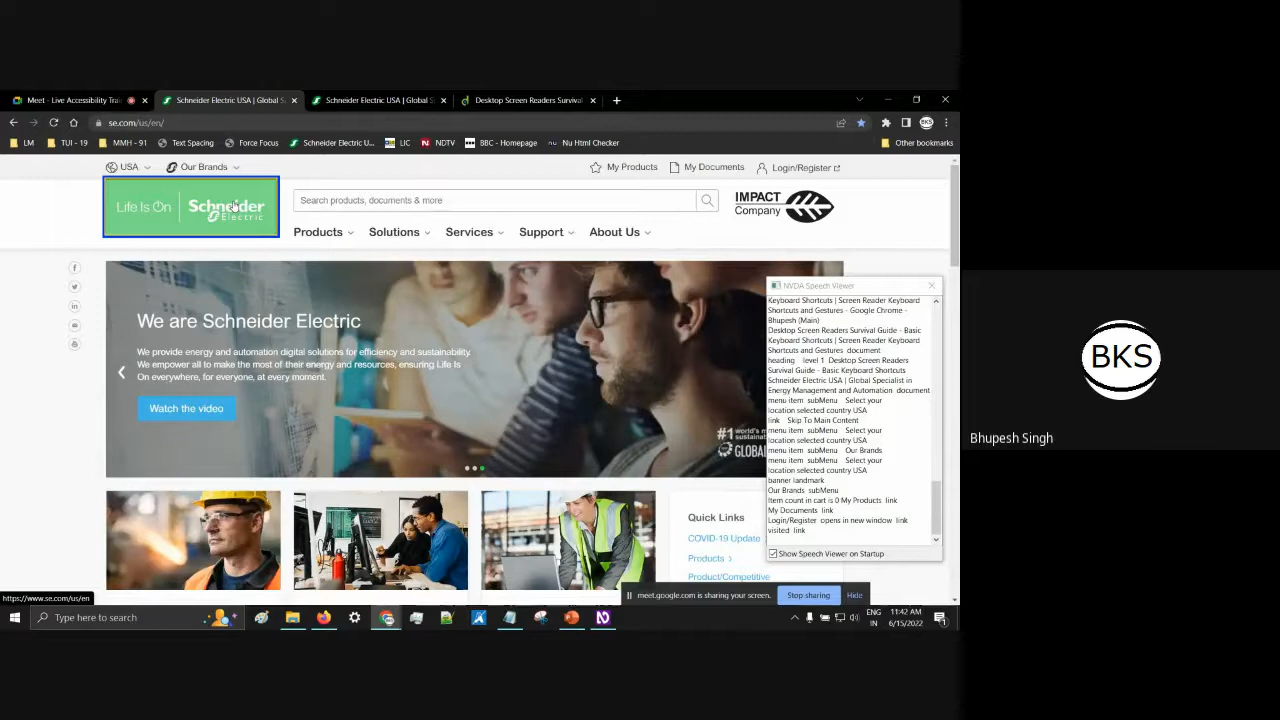 Meet - Live Accessibility Trai
Schneider Electric USA | Global S
Schneider Electric USA | Global S
Desktop Screen Readers Survival
se.com/us/en/
BKS
LM
TUI - 19
MMH - 91
Text Spacing
Force Focus
Schneider Electric U...
LIC
NDTV
BBC - Homepage
Nu Html Checker
Other bookmarks
USA
Our Brands
My Products
My Documents
Login/Register
Life Is On
Schneider
Electric
Search products, documents & more
IMPACT
Company
Products
Solutions
Services
Support
About Us
We are Schneider Electric
We provide energy and automation digital solutions for efficiency and sustainability.
We empower all to make the most of their energy and resources, ensuring Life Is
On everywhere, for everyone, at every moment.
Watch the video
#1 world's m
sustaina
GLOBAL
NVDA Speech Viewer
Keyboard Shortcuts | Screen Reader Keyboard
Shortcuts and Gestures - Google Chrome -
Bhupesh (Main)
Desktop Screen Readers Survival Guide - Basic
Keyboard Shortcuts | Screen Reader Keyboard
Shortcuts and Gestures document
heading level 1 Desktop Screen Readers
Survival Guide - Basic Keyboard Shortcuts
Schneider Electric USA | Global Specialist in
Energy Management and Automation document
menu item subMenu Select your
location selected country USA
link Skip To Main Content
menu item subMenu Select your
location selected country USA
menu item subMenu Our Brands
menu item subMenu Select your
location selected country USA
banner landmark
Our Brands subMenu
Item count in cart is 0 My Products link
My Documents link
Login/Register opens in new window link
visited link
Show Speech Viewer on Startup
Quick Links
COVID-19 Update
Products >
Product/Competitive
https://www.se.com/us/en
meet.google.com is sharing your screen.
Stop sharing
Hide
Type here to search
ENG
IN
11:42 AM
6/15/2022
BKS
Bhupesh Singh